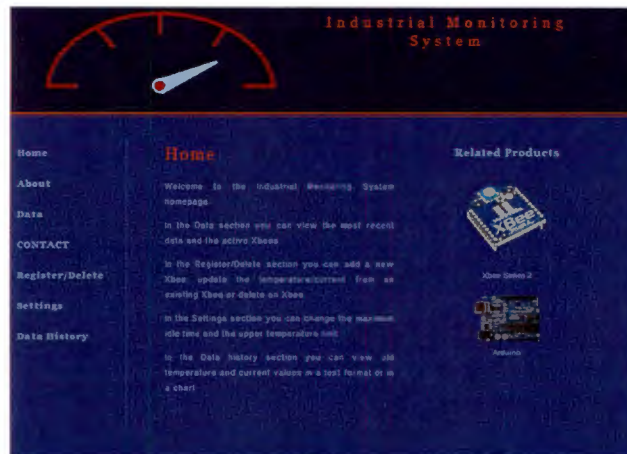 Industrial Monitoring
System
Home
About
Data
CONTACT
Register/Delete
Settings
Data History
Home
Welcome to the Industrial Monitoring System
homepage.
In the Data section you can view the most recent
data and the active Xbees
In the Register/Delete section you can add a new
Xbee, update the temperature/current from an
existing Xbee or delete an Xbee
In the Settings section you can change the maximum
idle time and the upper temperature limit
In the Data history section you can view old
temperature and current values in a text format or in
a chart
Related Products
XBee
Xbee Series 2
Arduino